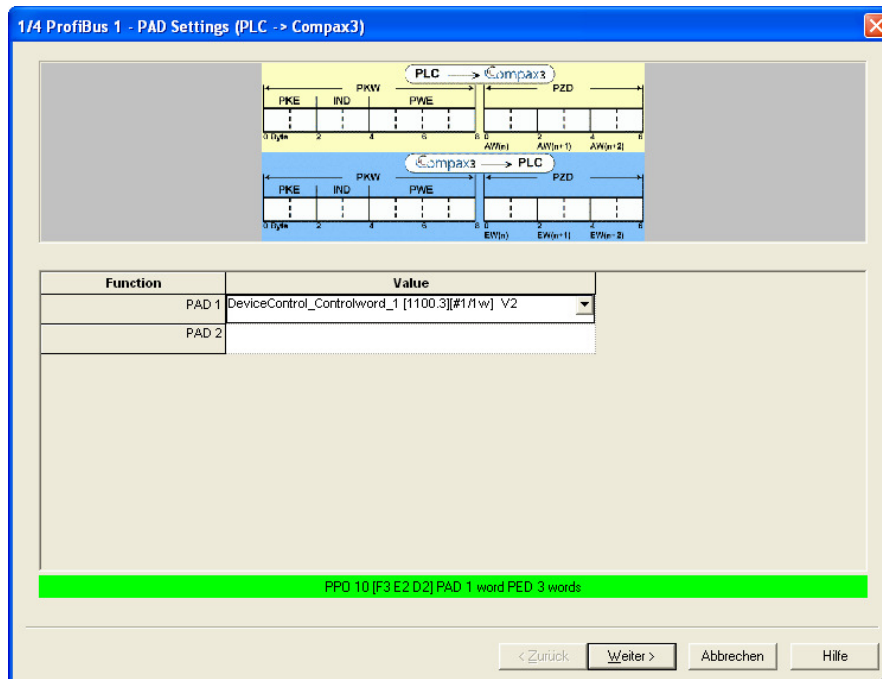 1/4 ProfiBus 1 - PAD Settings (PLC -> Compax3)
PLC Compax3
PKW PZD
PKE IND PWE
0 Byte 2 4 6 8 0 2 4 6
AW(n) AW(n+1) AW(n+2)
Compax3 PLC
PKW PZD
PKE IND PWE
0 Byte 2 4 6 8 0 2 4 6
EW(n) EW(n+1) EW(n+2)
Function Value
PAD 1 DeviceControl_Controlword_1 [1100.3][#1/1w] V2
PAD 2
PPO 10 [F3 E2 D2] PAD 1 word PED 3 words
< Zurück Weiter > Abbrechen Hilfe